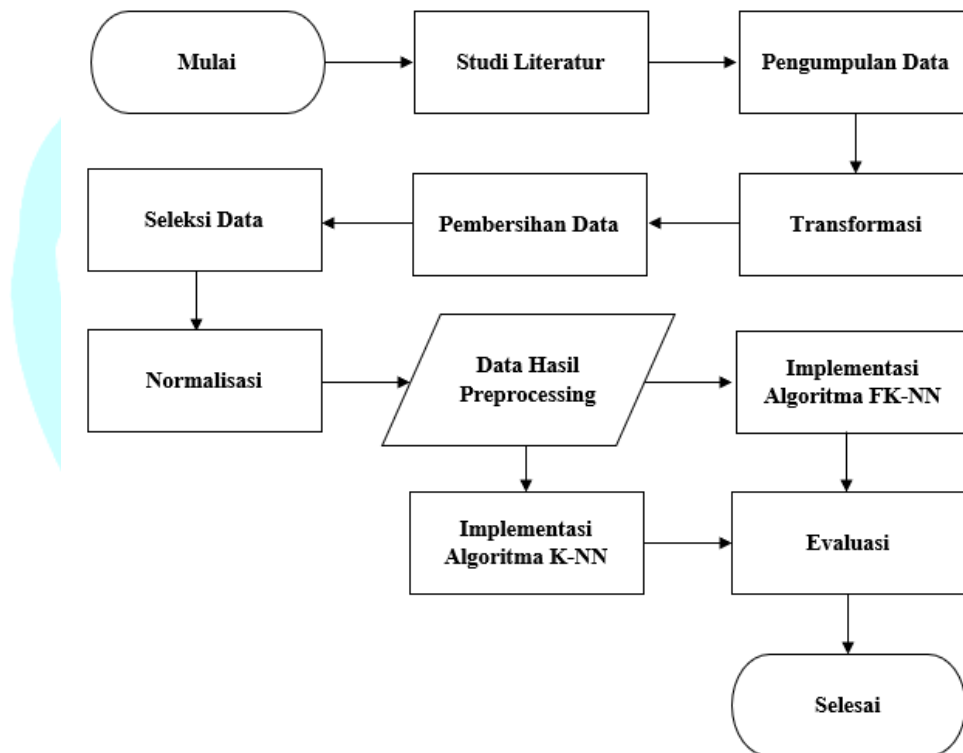 Mulai
Studi Literatur
Pengumpulan Data
Transformasi
Pembersihan Data
Seleksi Data
Normalisasi
Data Hasil
Preprocessing
Implementasi
Algoritma FK-NN
Implementasi
Algoritma K-NN
Evaluasi
Selesai